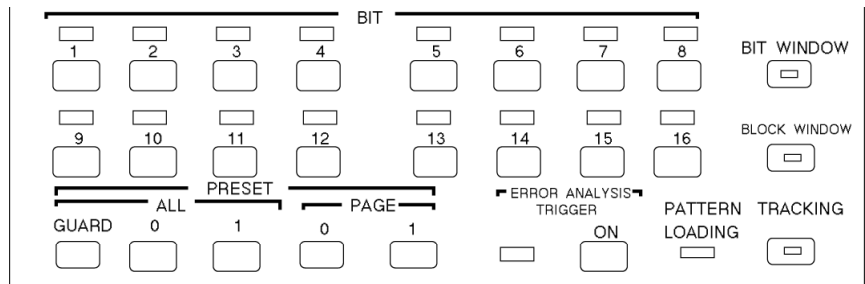 BIT
1 2 3 4 5 6 7 8 BIT WINDOW
9 10 11 12 13 14 15 16 BLOCK WINDOW
PRESET
ALL PAGE
ERROR ANALYSIS
TRIGGER
GUARD 0 1 0 1 ON
PATTERN
LOADING
TRACKING